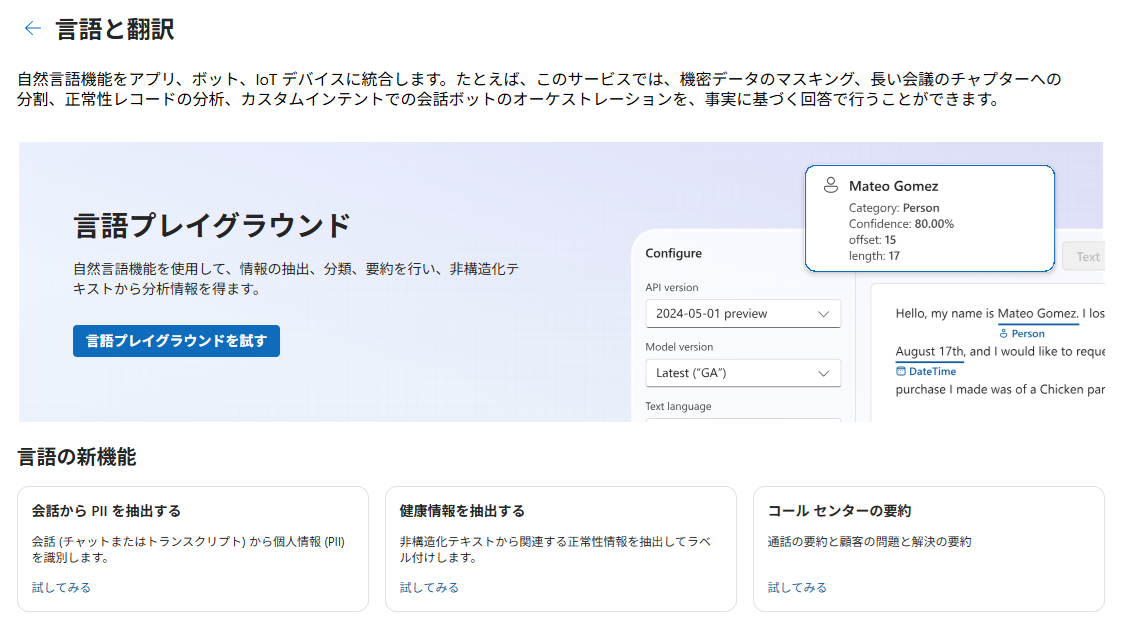 言語と翻訳
自然言語機能をアプリ、ボット、IoT デバイスに統合します。たとえば、このサービスでは、機密データのマスキング、長い会議のチャプターへの
分割、正常性レコードの分析、カスタムインテントでの会話ボットのオーケストレーションを、事実に基づく回答で行うことができます。
言語プレイグラウンド
自然言語機能を使用して、情報の抽出、分類、要約を行い、非構造化テ
キストから分析情報を得ます。
言語プレイグラウンドを試す
Mateo Gomez
Category: Person
Confidence: 80.00%
offset: 15
length: 17
Configure
API version
2024-05-01 preview
Model version
Latest ("GA")
Text language
Text
Hello, my name is Mateo Gomez. I los
Person
August 17th, and I would like to reque
DateTime
purchase I made was of a Chicken par
言語の新機能
会話から PII を抽出する
会話 (チャットまたはトランスクリプト) から個人情報 (PII)
を識別します。
試してみる
健康情報を抽出する
非構造化テキストから関連する正常性情報を抽出してラベ
ル付けします。
試してみる
コール センターの要約
通話の要約と顧客の問題と解決の要約
試してみる